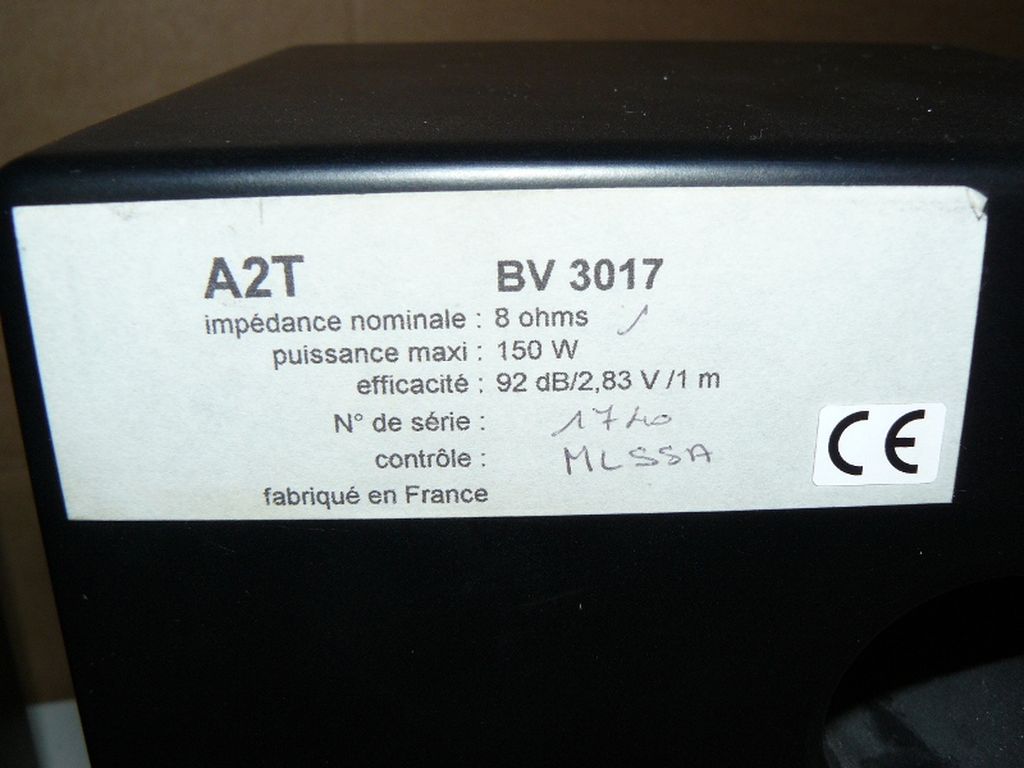 A2T BV 3017
impédance nominale : 8 ohms
puissance maxi : 150 W
efficacité : 92 dB/2,83 V /1 m
N° de série : 1740
contrôle : MLSSA
fabriqué en France
CE